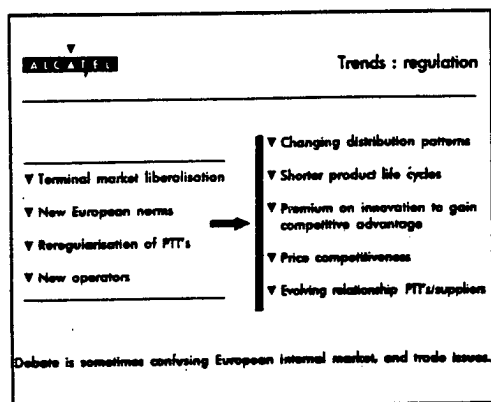 ALCATEL
Trends : regulation
▼ Terminal market liberalisation
▼ New European norms
▼ Reregularisation of PTT's
▼ New operators
▼ Changing distribution patterns
▼ Shorter product life cycles
▼ Premium on innovation to gain
competitive advantage
▼ Price competitiveness
▼ Evolving relationship PTT's/suppliers
Debate is sometimes confusing European internal market, and trade issues.